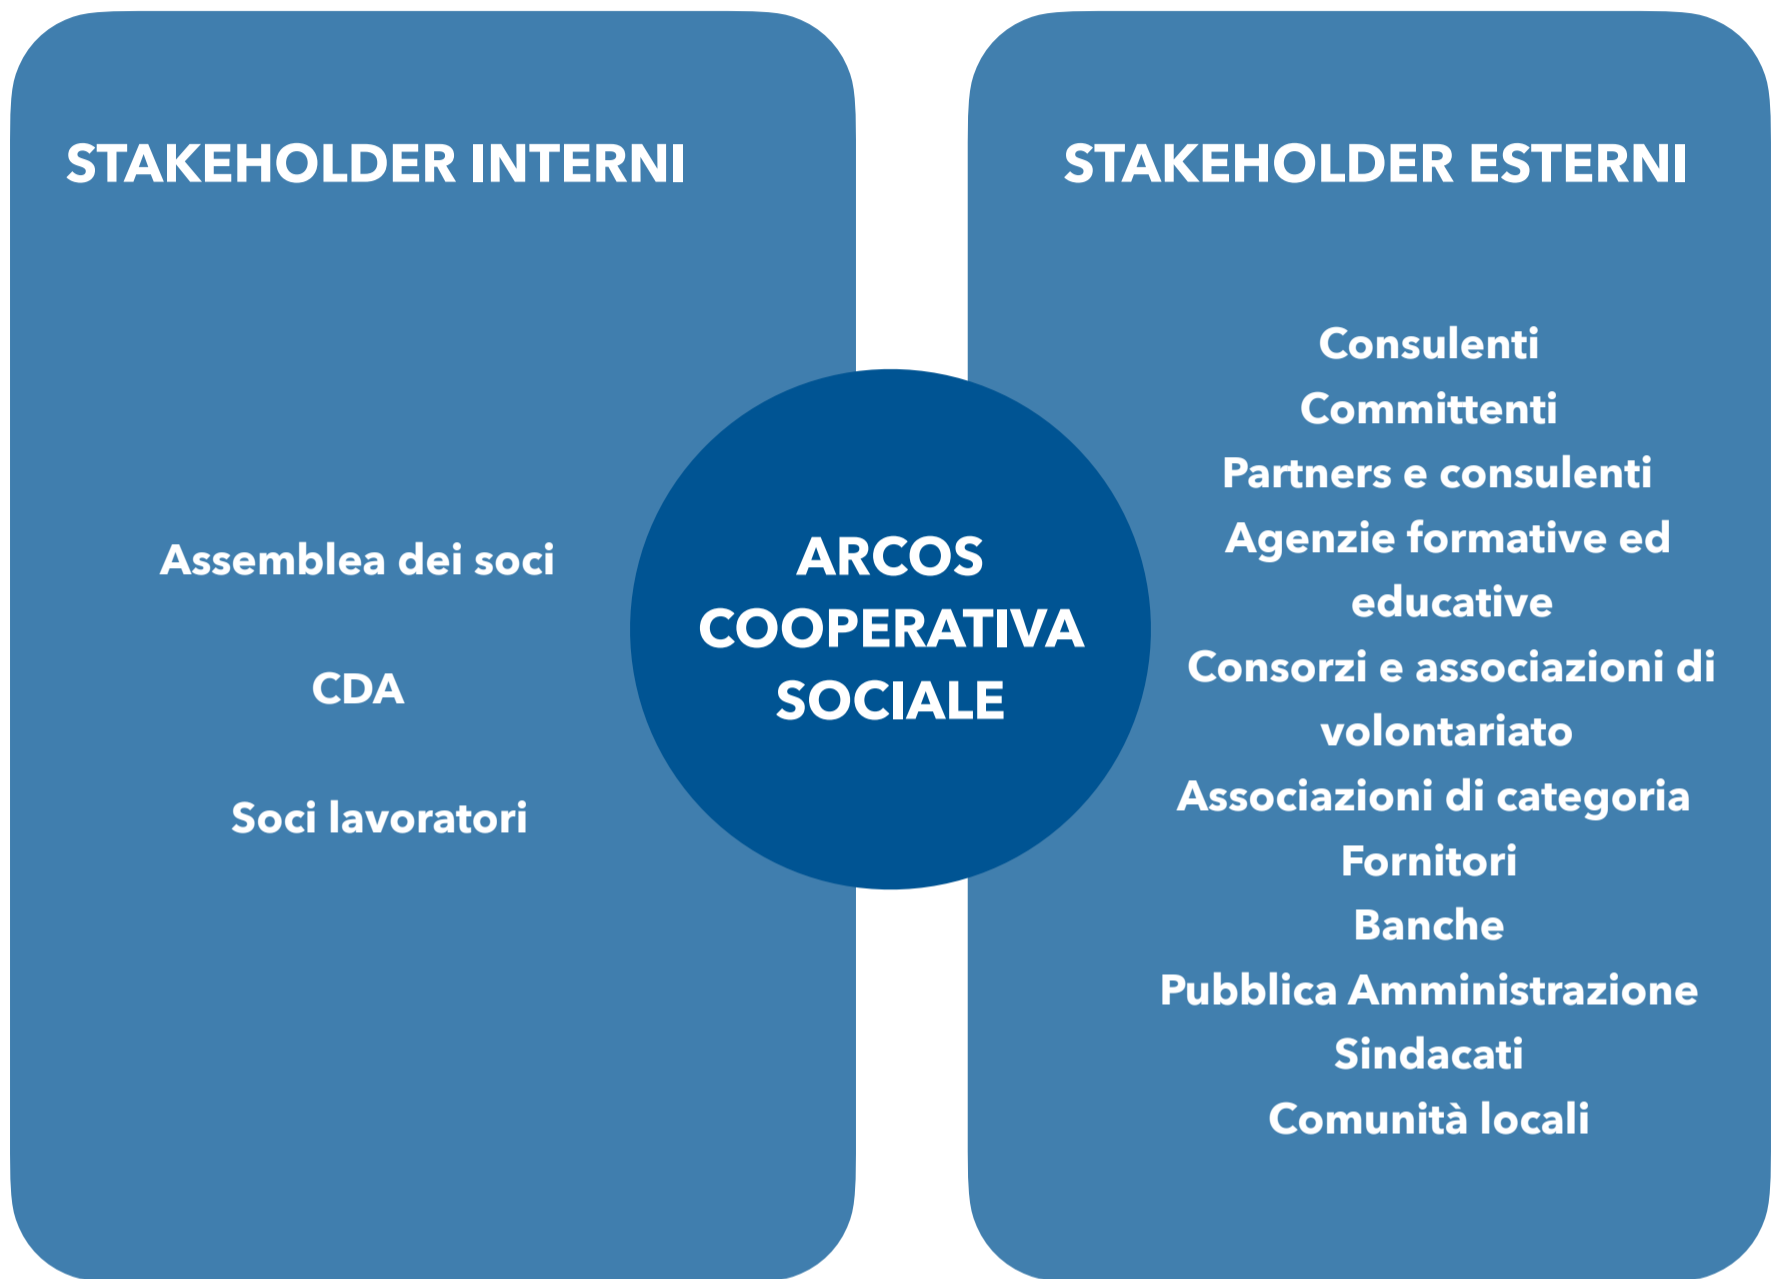 STAKEHOLDER INTERNI
Assemblea dei soci
CDA
Soci lavoratori
ARCOS
COOPERATIVA
SOCIALE
STAKEHOLDER ESTERNI
Consulenti
Committenti
Partners e consulenti
Agenzie formative ed
educative
Consorzi e associazioni di
volontariato
Associazioni di categoria
Fornitori
Banche
Pubblica Amministrazione
Sindacati
Comunità locali